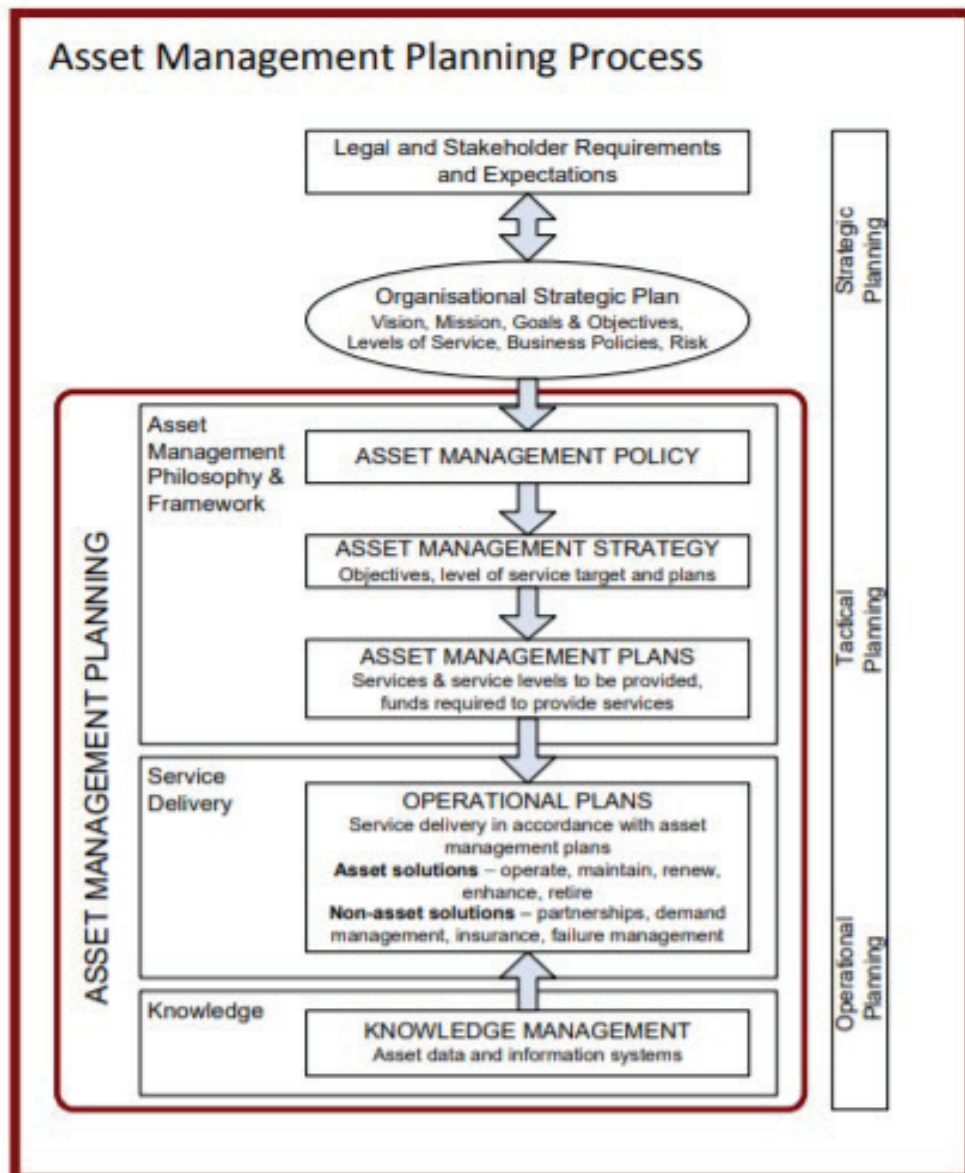 Asset Management Planning Process
Legal and Stakeholder Requirements
and Expectations
Organisational Strategic Plan
Vision, Mission, Goals & Objectives,
Levels of Service, Business Policies, Risk
Asset
Management
Philosophy &
Framework
ASSET MANAGEMENT POLICY
ASSET MANAGEMENT STRATEGY
Objectives, level of service target and plans
ASSET MANAGEMENT PLANS
Services & service levels to be provided,
funds required to provide services
Service
Delivery
OPERATIONAL PLANS
Service delivery in accordance with asset
management plans
Asset solutions – operate, maintain, renew,
enhance, retire
Non-asset solutions – partnerships, demand
management, insurance, failure management
Knowledge
KNOWLEDGE MANAGEMENT
Asset data and information systems
ASSET MANAGEMENT PLANNING
Strategic
Planning
Tactical
Planning
Operational
Planning